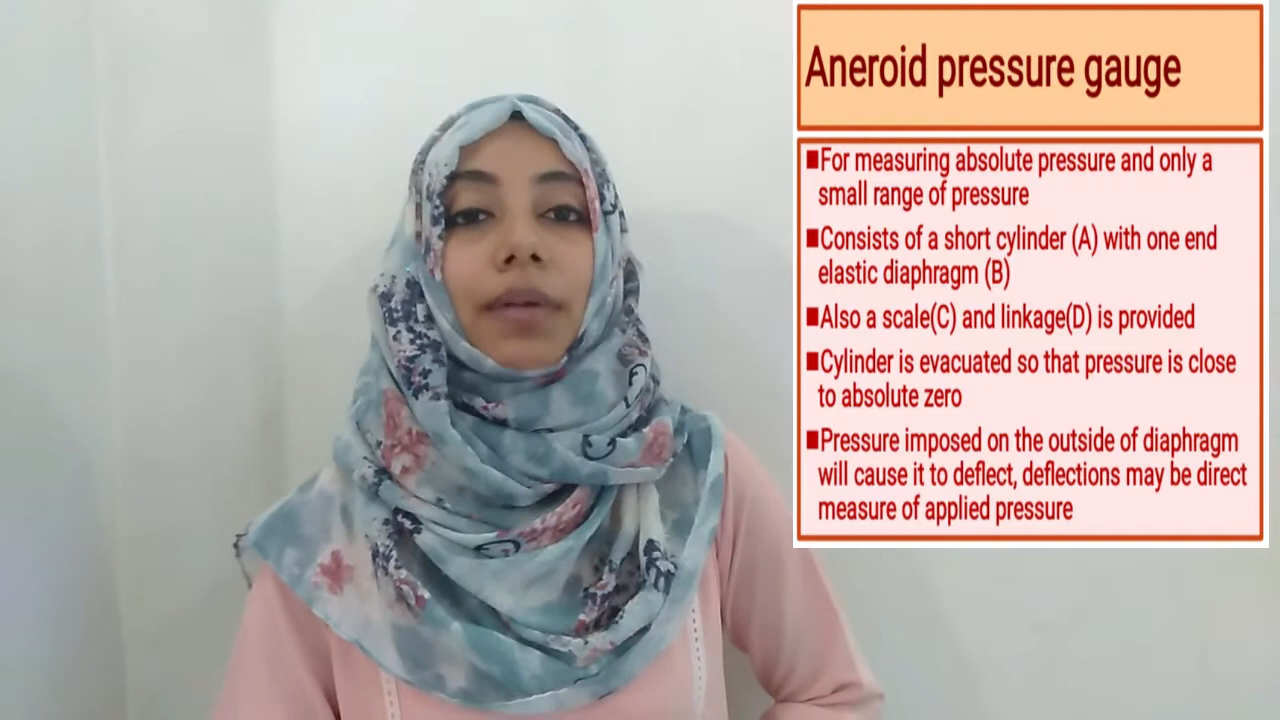 Aneroid pressure gauge
■For measuring absolute pressure and only a
small range of pressure
■Consists of a short cylinder (A) with one end
elastic diaphragm (B)
■Also a scale(C) and linkage(D) is provided
■Cylinder is evacuated so that pressure is close
to absolute zero
■Pressure imposed on the outside of diaphragm
will cause it to deflect, deflections may be direct
measure of applied pressure